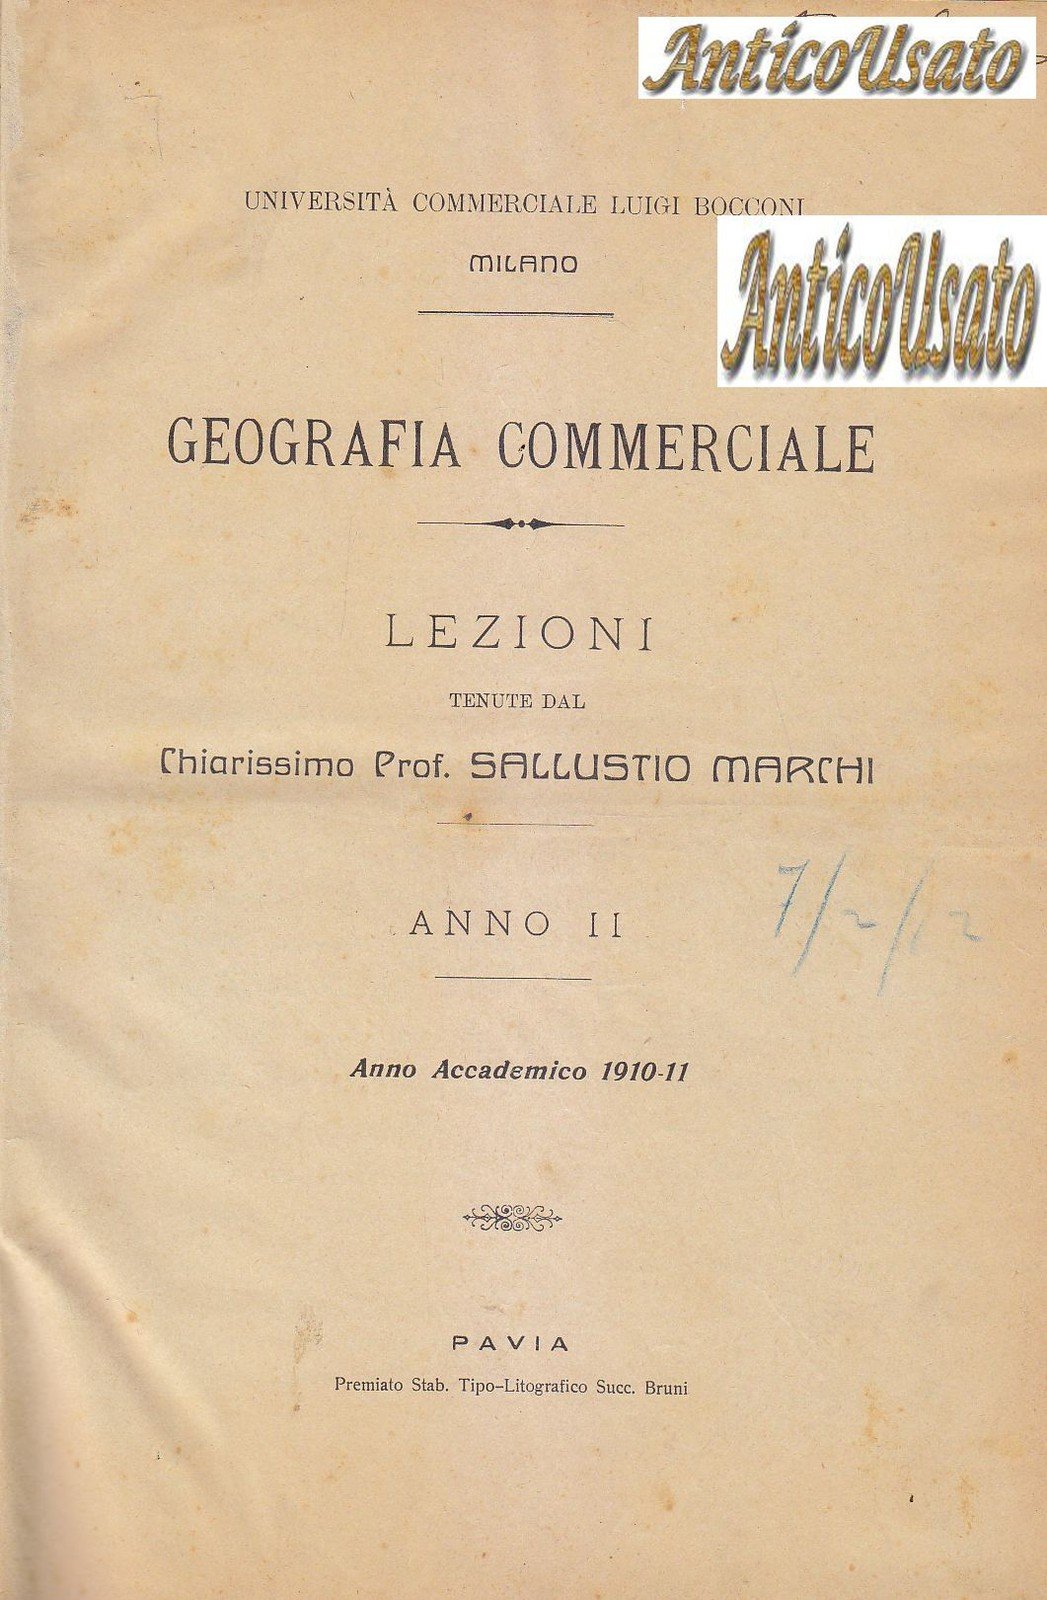 AnticoUsato
UNIVERSITÀ COMMERCIALE LUIGI BOCCONI
AnticoUsato
MILANO
GEOGRAFIA COMMERCIALE
LEZIONI
TENUTE DAL
Chiarissimo Prof. SALLUSTIO MARCHI
7/2/12
ANNO II
Anno Accademico 1910-11
PAVIA
Premiato Stab. Tipo-Litografico Succ. Bruni